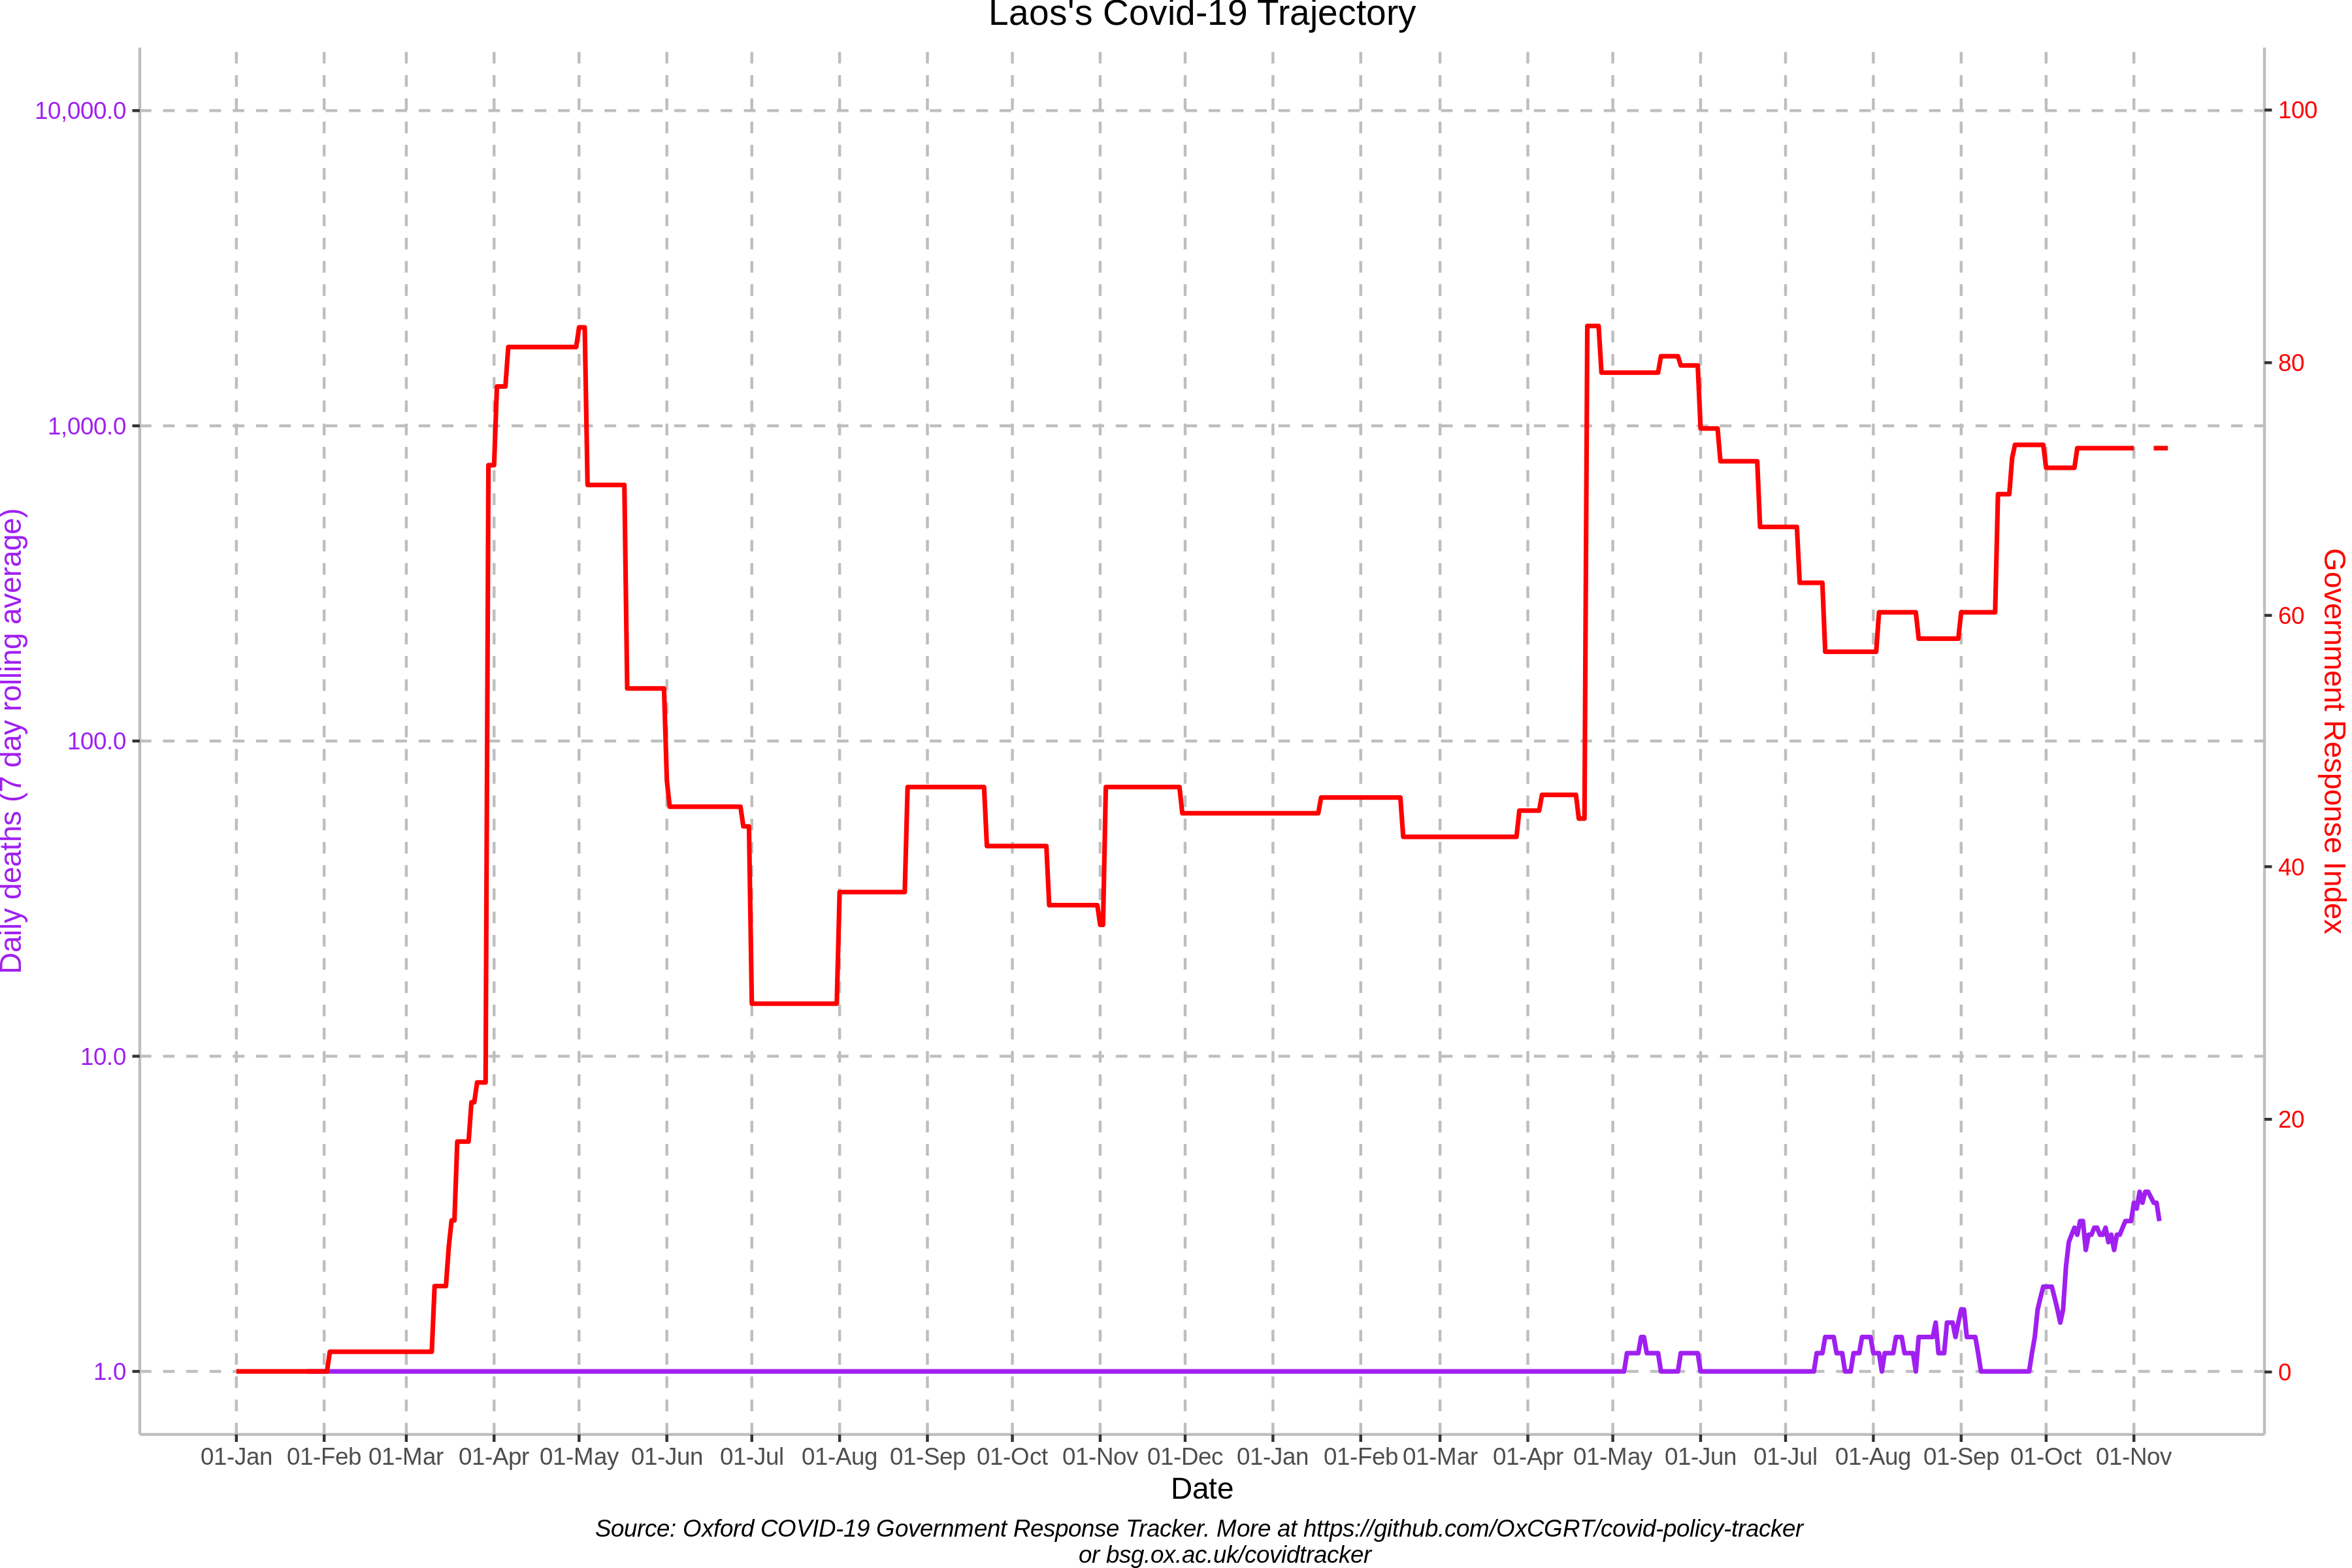 Laos's Covid-19 Trajectory
10,000.0
1,000.0
100.0
10.0
1.0
Daily deaths (7 day rolling average)
100
80
60
40
20
0
Government Response Index
01-Jan 01-Feb 01-Mar 01-Apr 01-May 01-Jun 01-Jul 01-Aug 01-Sep 01-Oct 01-Nov 01-Dec 01-Jan 01-Feb 01-Mar 01-Apr 01-May 01-Jun 01-Jul 01-Aug 01-Sep 01-Oct 01-Nov
Date
Source: Oxford COVID-19 Government Response Tracker. More at https://github.com/OxCGRT/covid-policy-tracker
or bsg.ox.ac.uk/covidtracker